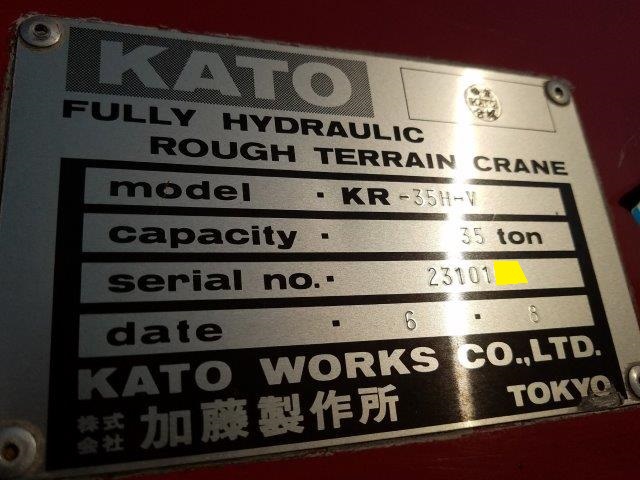 KATO
KATO
FULLY HYDRAULIC
ROUGH TERRAIN CRANE
model · KR-35H-V
capacity · 35 ton
serial no. · 23101
date · 6 · 8
KATO WORKS CO.,LTD.
株式会社 加藤製作所 TOKYO